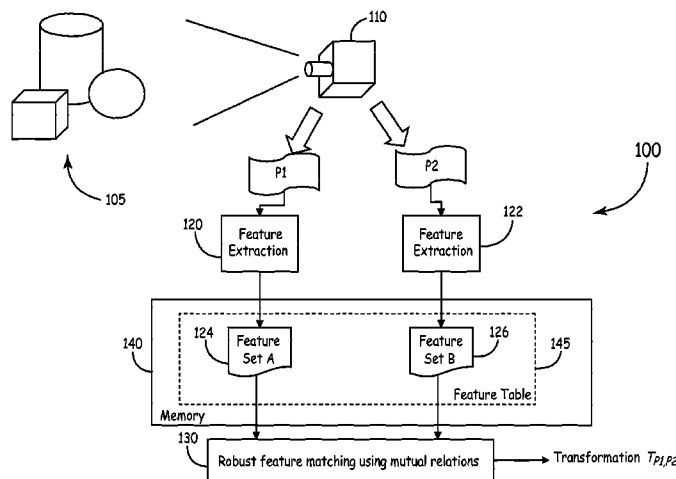 110
P1
P2
100
105
120
Feature
Extraction
Feature
Extraction
122
140
124
Feature
Set A
Feature
Set B
126
145
Feature Table
Memory
130
Robust feature matching using mutual relations
Transformation TP1,P2